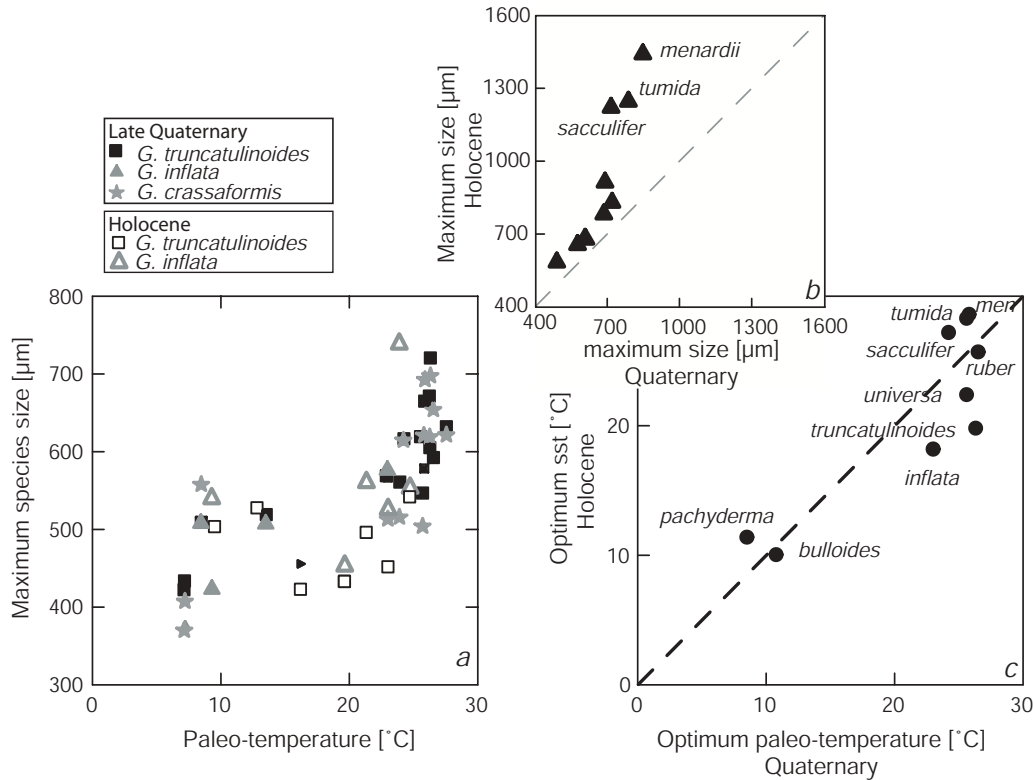 Late Quaternary
G. truncatulinoides
G. inflata
G. crassaformis
Holocene
G. truncatulinoides
G. inflata
Maximum size [µm]
Holocene
1600
1300
1000
700
400
menardii
tumida
sacculifer
b
400 700 1000 1300 1600
maximum size [µm]
Quaternary
Maximum species size [µm]
800
700
600
500
400
300
a
0 10 20 30
Paleo-temperature [˚C]
Optimum sst [˚C]
Holocene
20
10
0
tumida
men
sacculifer
ruber
universa
truncatulinoides
inflata
pachyderma
bulloides
c
0 10 20 30
Optimum paleo-temperature [˚C]
Quaternary